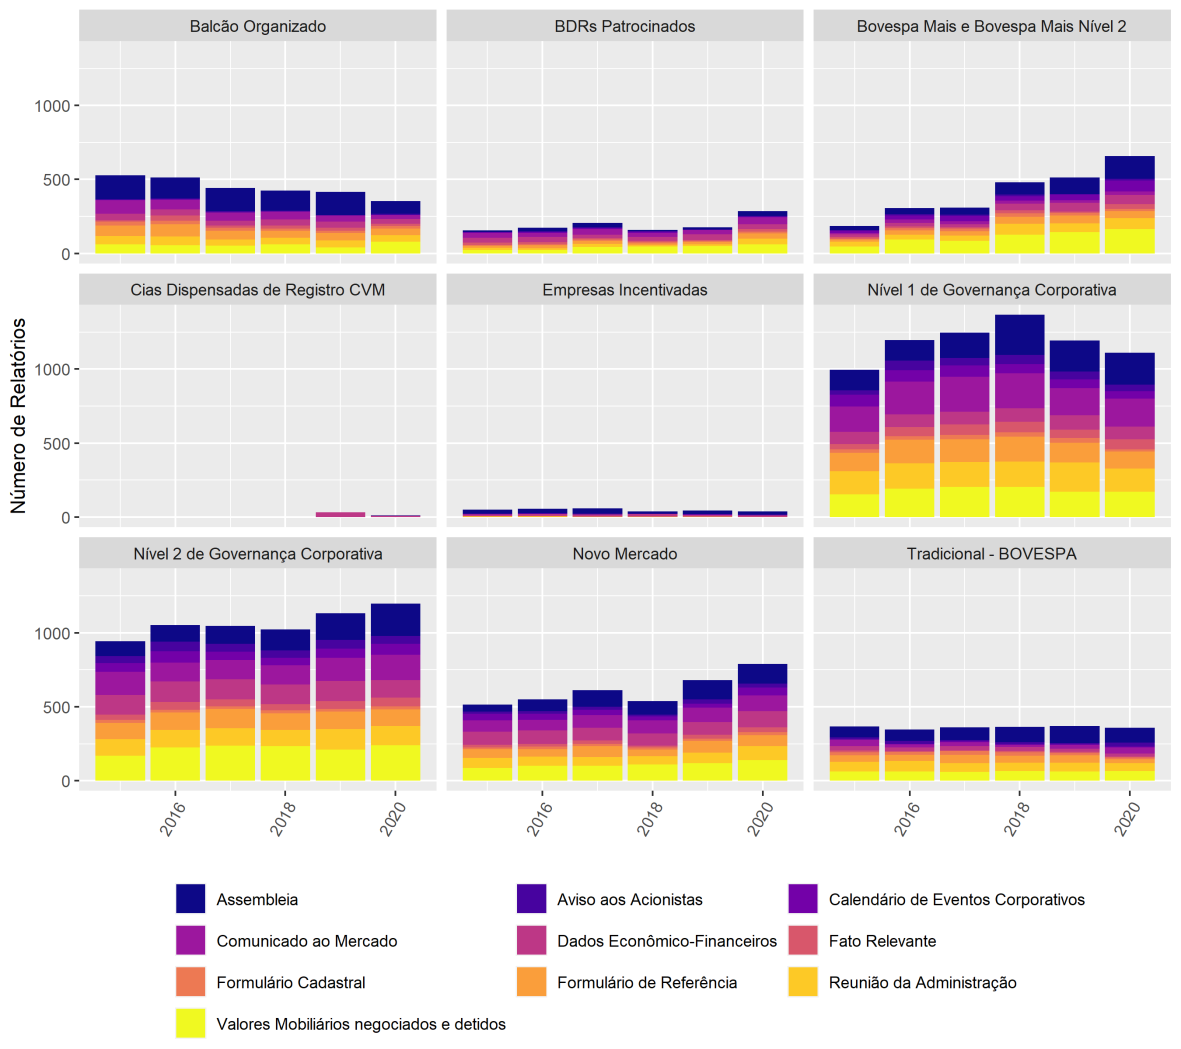 Balcão Organizado
BDRs Patrocinados
Bovespa Mais e Bovespa Mais Nível 2
1000
500
0
Cias Dispensadas de Registro CVM
Empresas Incentivadas
Nível 1 de Governança Corporativa
1000
500
0
Número de Relatórios
Nível 2 de Governança Corporativa
Novo Mercado
Tradicional - BOVESPA
1000
500
0
2016
2018
2020
2016
2018
2020
2016
2018
2020
Assembleia
Aviso aos Acionistas
Calendário de Eventos Corporativos
Comunicado ao Mercado
Dados Econômico-Financeiros
Fato Relevante
Formulário Cadastral
Formulário de Referência
Reunião da Administração
Valores Mobiliários negociados e detidos